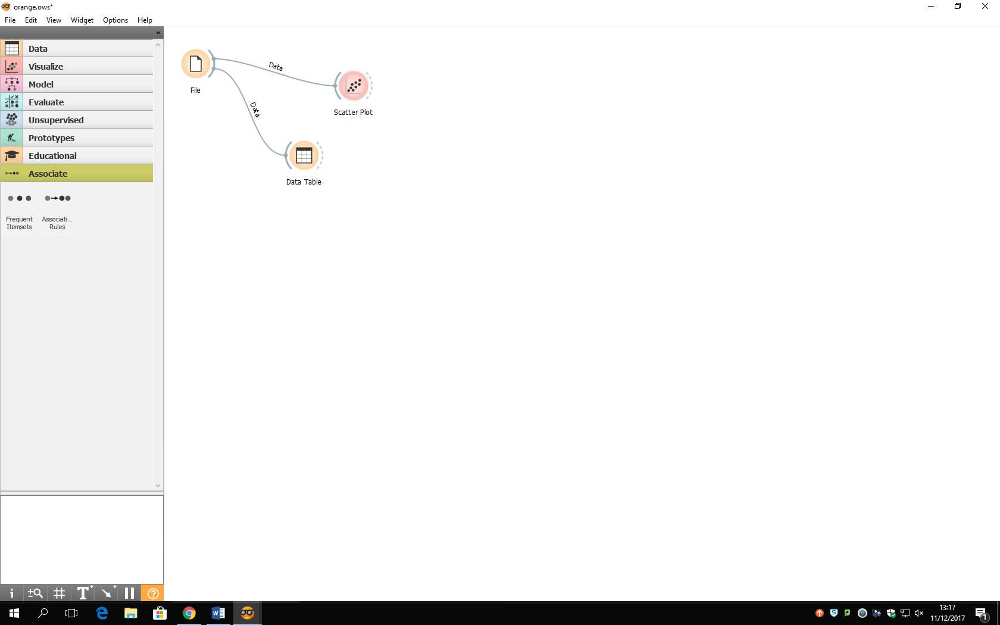 orange.ows*
File Edit View Widget Options Help
«
Data
Visualize
Model
Evaluate
Unsupervised
Prototypes
Educational
Associate
Frequent
Itemsets
Associati...
Rules
File
Data
Data
Scatter Plot
Data Table
13:17
11/12/2017
1